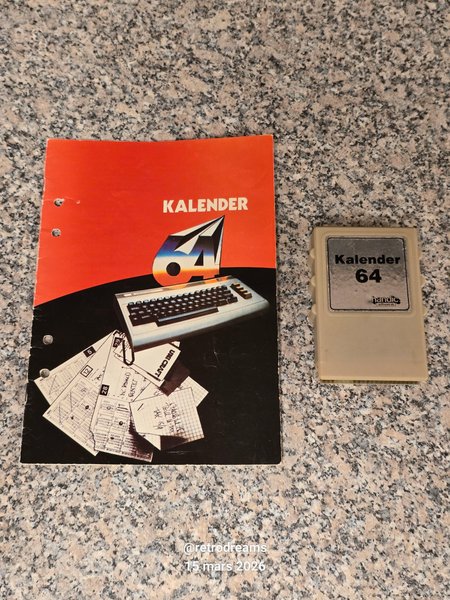 KALENDER
64
Kalender
64
handic
@retrodreams
15 mars 2026